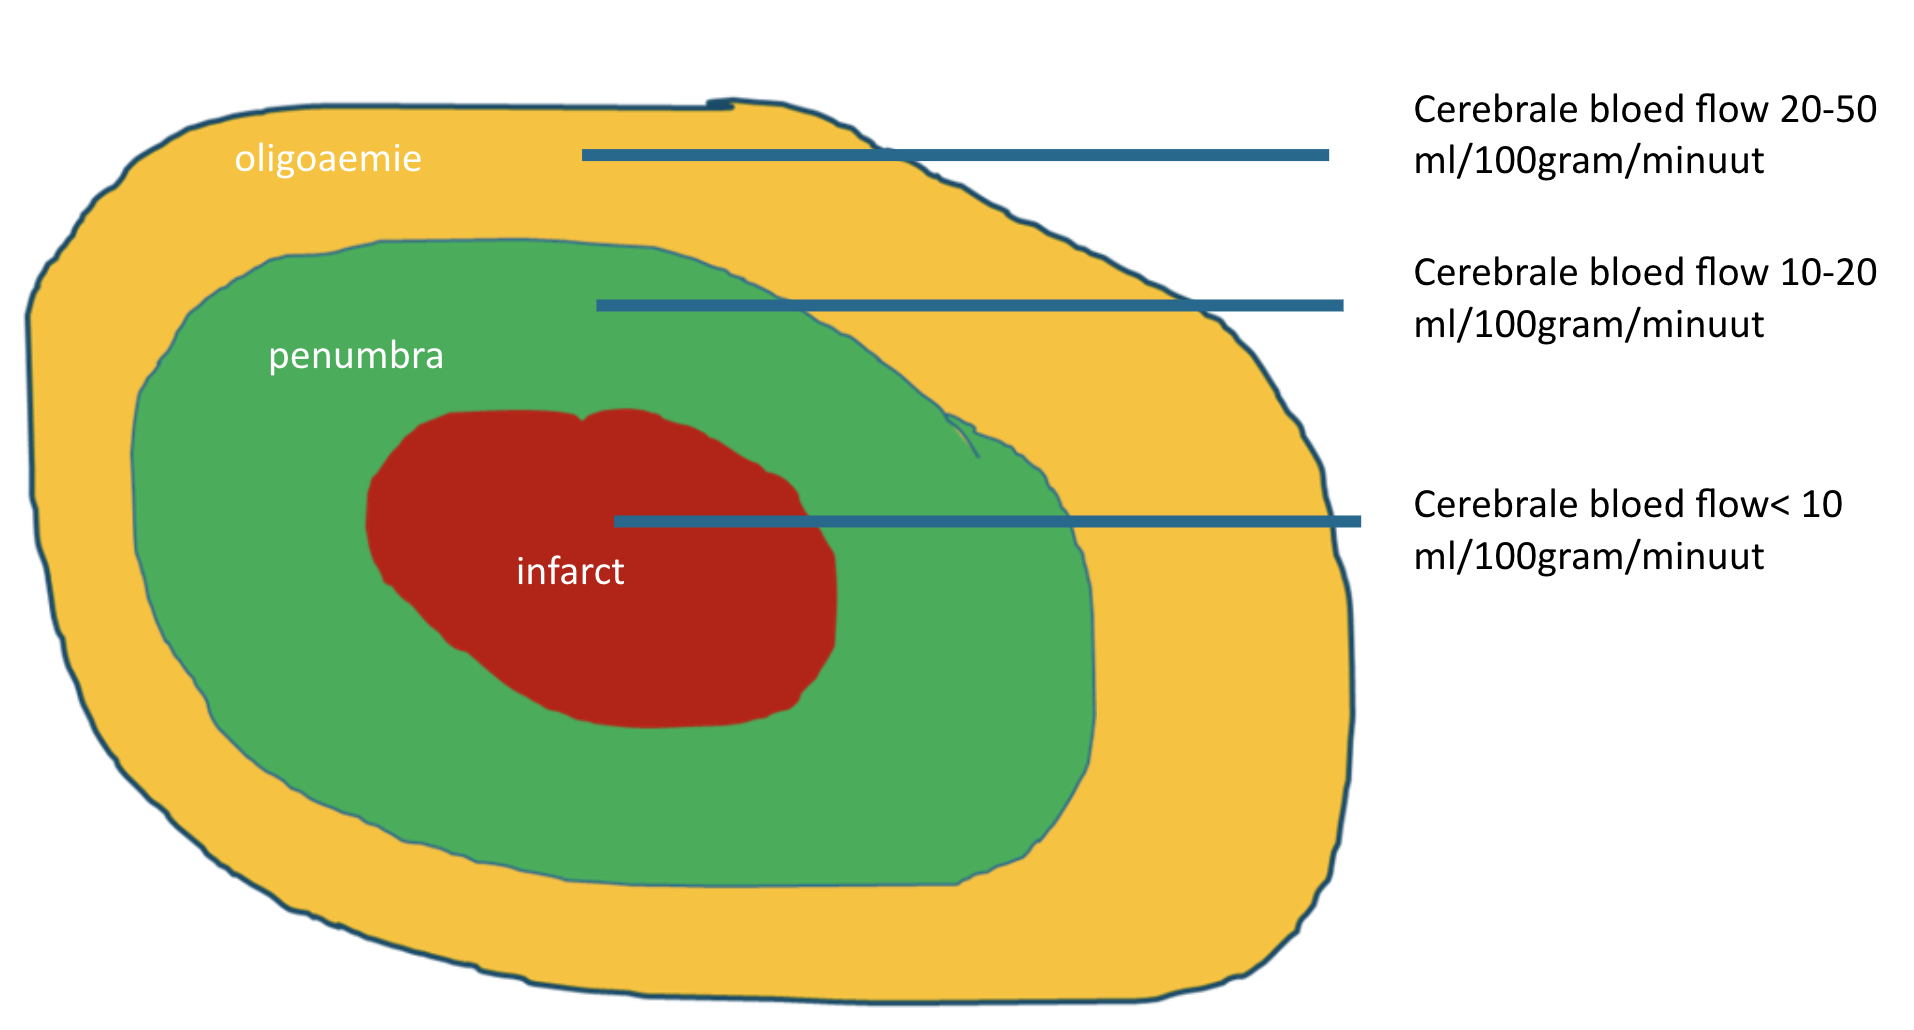 oligoaemie
Cerebrale bloed flow 20-50
ml/100gram/minuut
penumbra
Cerebrale bloed flow 10-20
ml/100gram/minuut
infarct
Cerebrale bloed flow< 10
ml/100gram/minuut